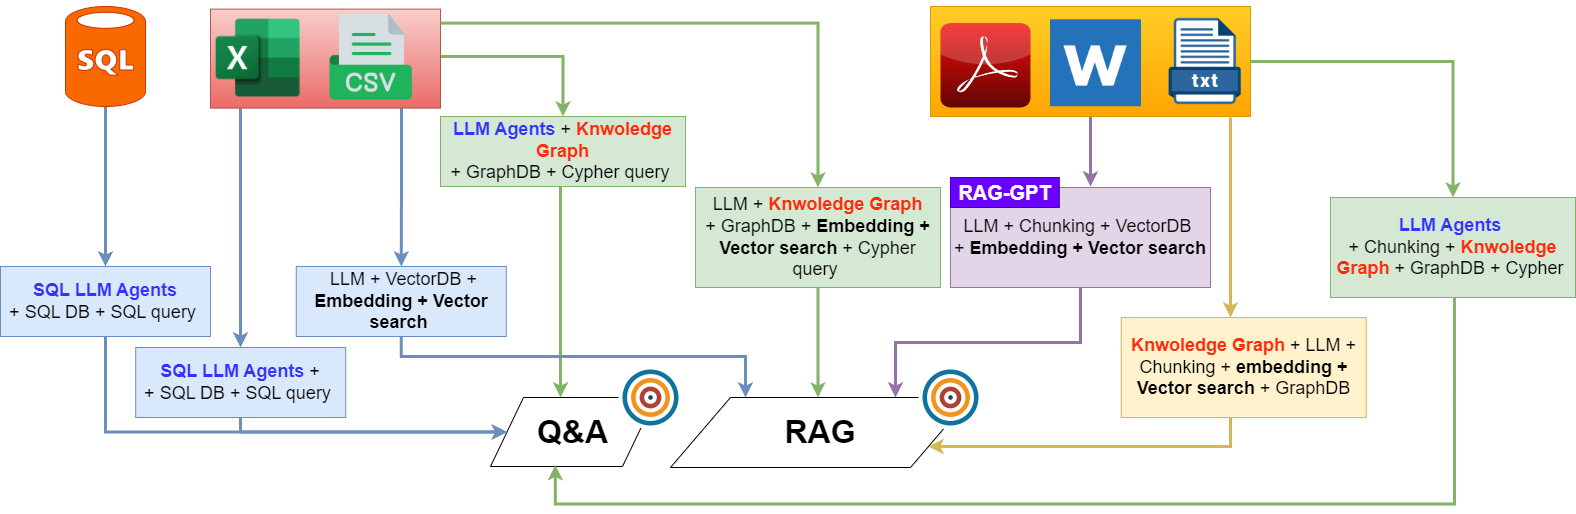 SQL
X
CSV
W
txt
LLM Agents + Knwoledge
Graph
+ GraphDB + Cypher query
LLM + Knwoledge Graph
+ GraphDB + Embedding +
Vector search + Cypher
query
RAG-GPT
LLM + Chunking + VectorDB
+ Embedding + Vector search
LLM Agents
+ Chunking + Knwoledge
Graph + GraphDB + Cypher
SQL LLM Agents
+ SQL DB + SQL query
LLM + VectorDB +
Embedding + Vector
search
SQL LLM Agents +
+ SQL DB + SQL query
Knwoledge Graph + LLM +
Chunking + embedding +
Vector search + GraphDB
Q&A
RAG